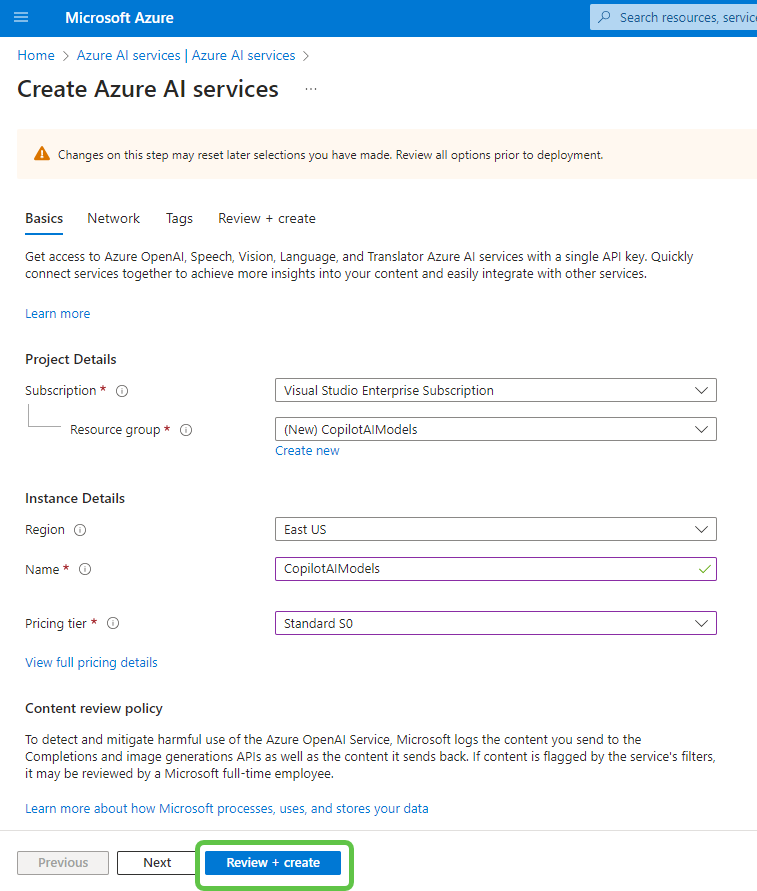 Microsoft Azure
Search resources, servic
Home > Azure AI services | Azure AI services >
Create Azure AI services ...
Changes on this step may reset later selections you have made. Review all options prior to deployment.
Basics Network Tags Review + create
Get access to Azure OpenAI, Speech, Vision, Language, and Translator Azure AI services with a single API key. Quickly
connect services together to achieve more insights into your content and easily integrate with other services.
Learn more
Project Details
Subscription * Visual Studio Enterprise Subscription
Resource group * (New) CopilotAIModels
Create new
Instance Details
Region East US
Name * CopilotAIModels
Pricing tier * Standard S0
View full pricing details
Content review policy
To detect and mitigate harmful use of the Azure OpenAI Service, Microsoft logs the content you send to the
Completions and image generations APIs as well as the content it sends back. If content is flagged by the service's filters,
it may be reviewed by a Microsoft full-time employee.
Learn more about how Microsoft processes, uses, and stores your data
Previous Next Review + create